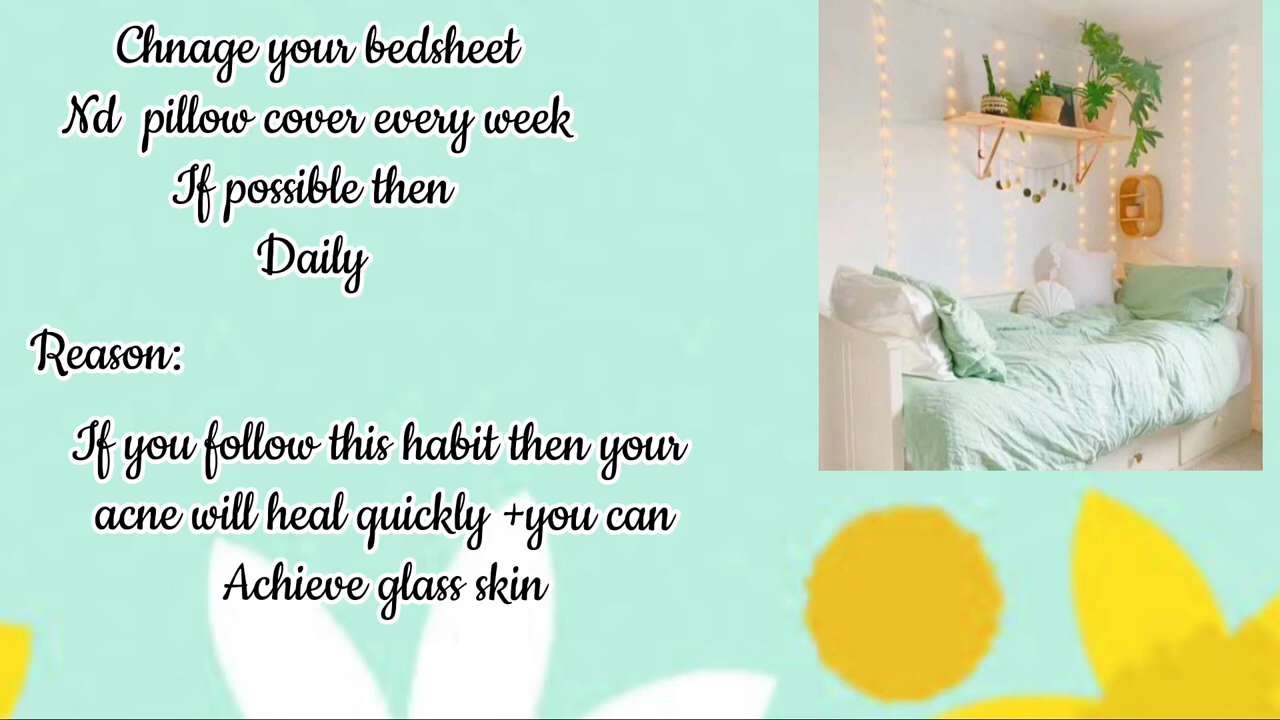 Chnage your bedsheet
Nd pillow cover every week
If possible then
Daily
Reason:
If you follow this habit then your
acne will heal quickly +you can
Achieve glass skin